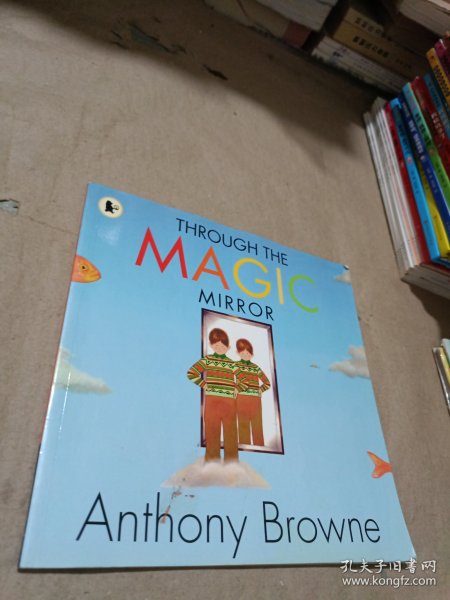 THROUGH THE
MAGIC
MIRROR
Anthony Browne
孔夫子旧书网
www.kongfz.com